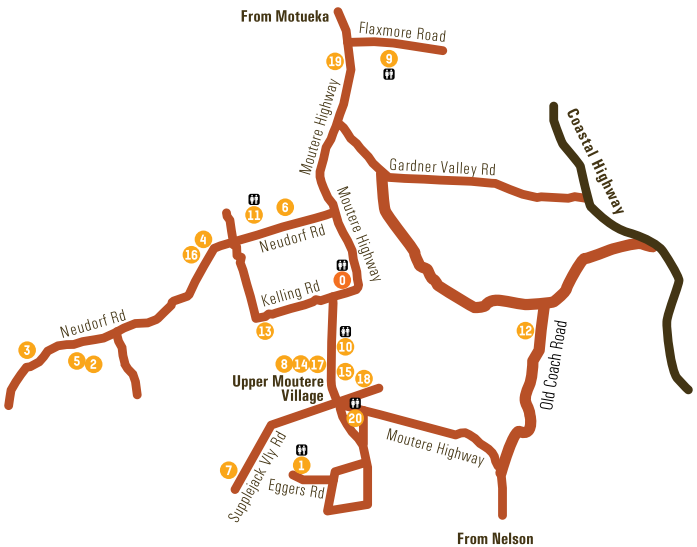 From Motueka
Flaxmore Road
19
9
Moutere Highway
Coastal Highway
Gardner Valley Rd
11
6
Moutere Highway
4
Neudorf Rd
16
0
Kelling Rd
Neudorf Rd
13
12
Old Coach Road
3
5
2
10
8
14
17
15
18
Upper Moutere
Village
20
Moutere Highway
Supplejack Vly Rd
7
1
Eggers Rd
From Nelson